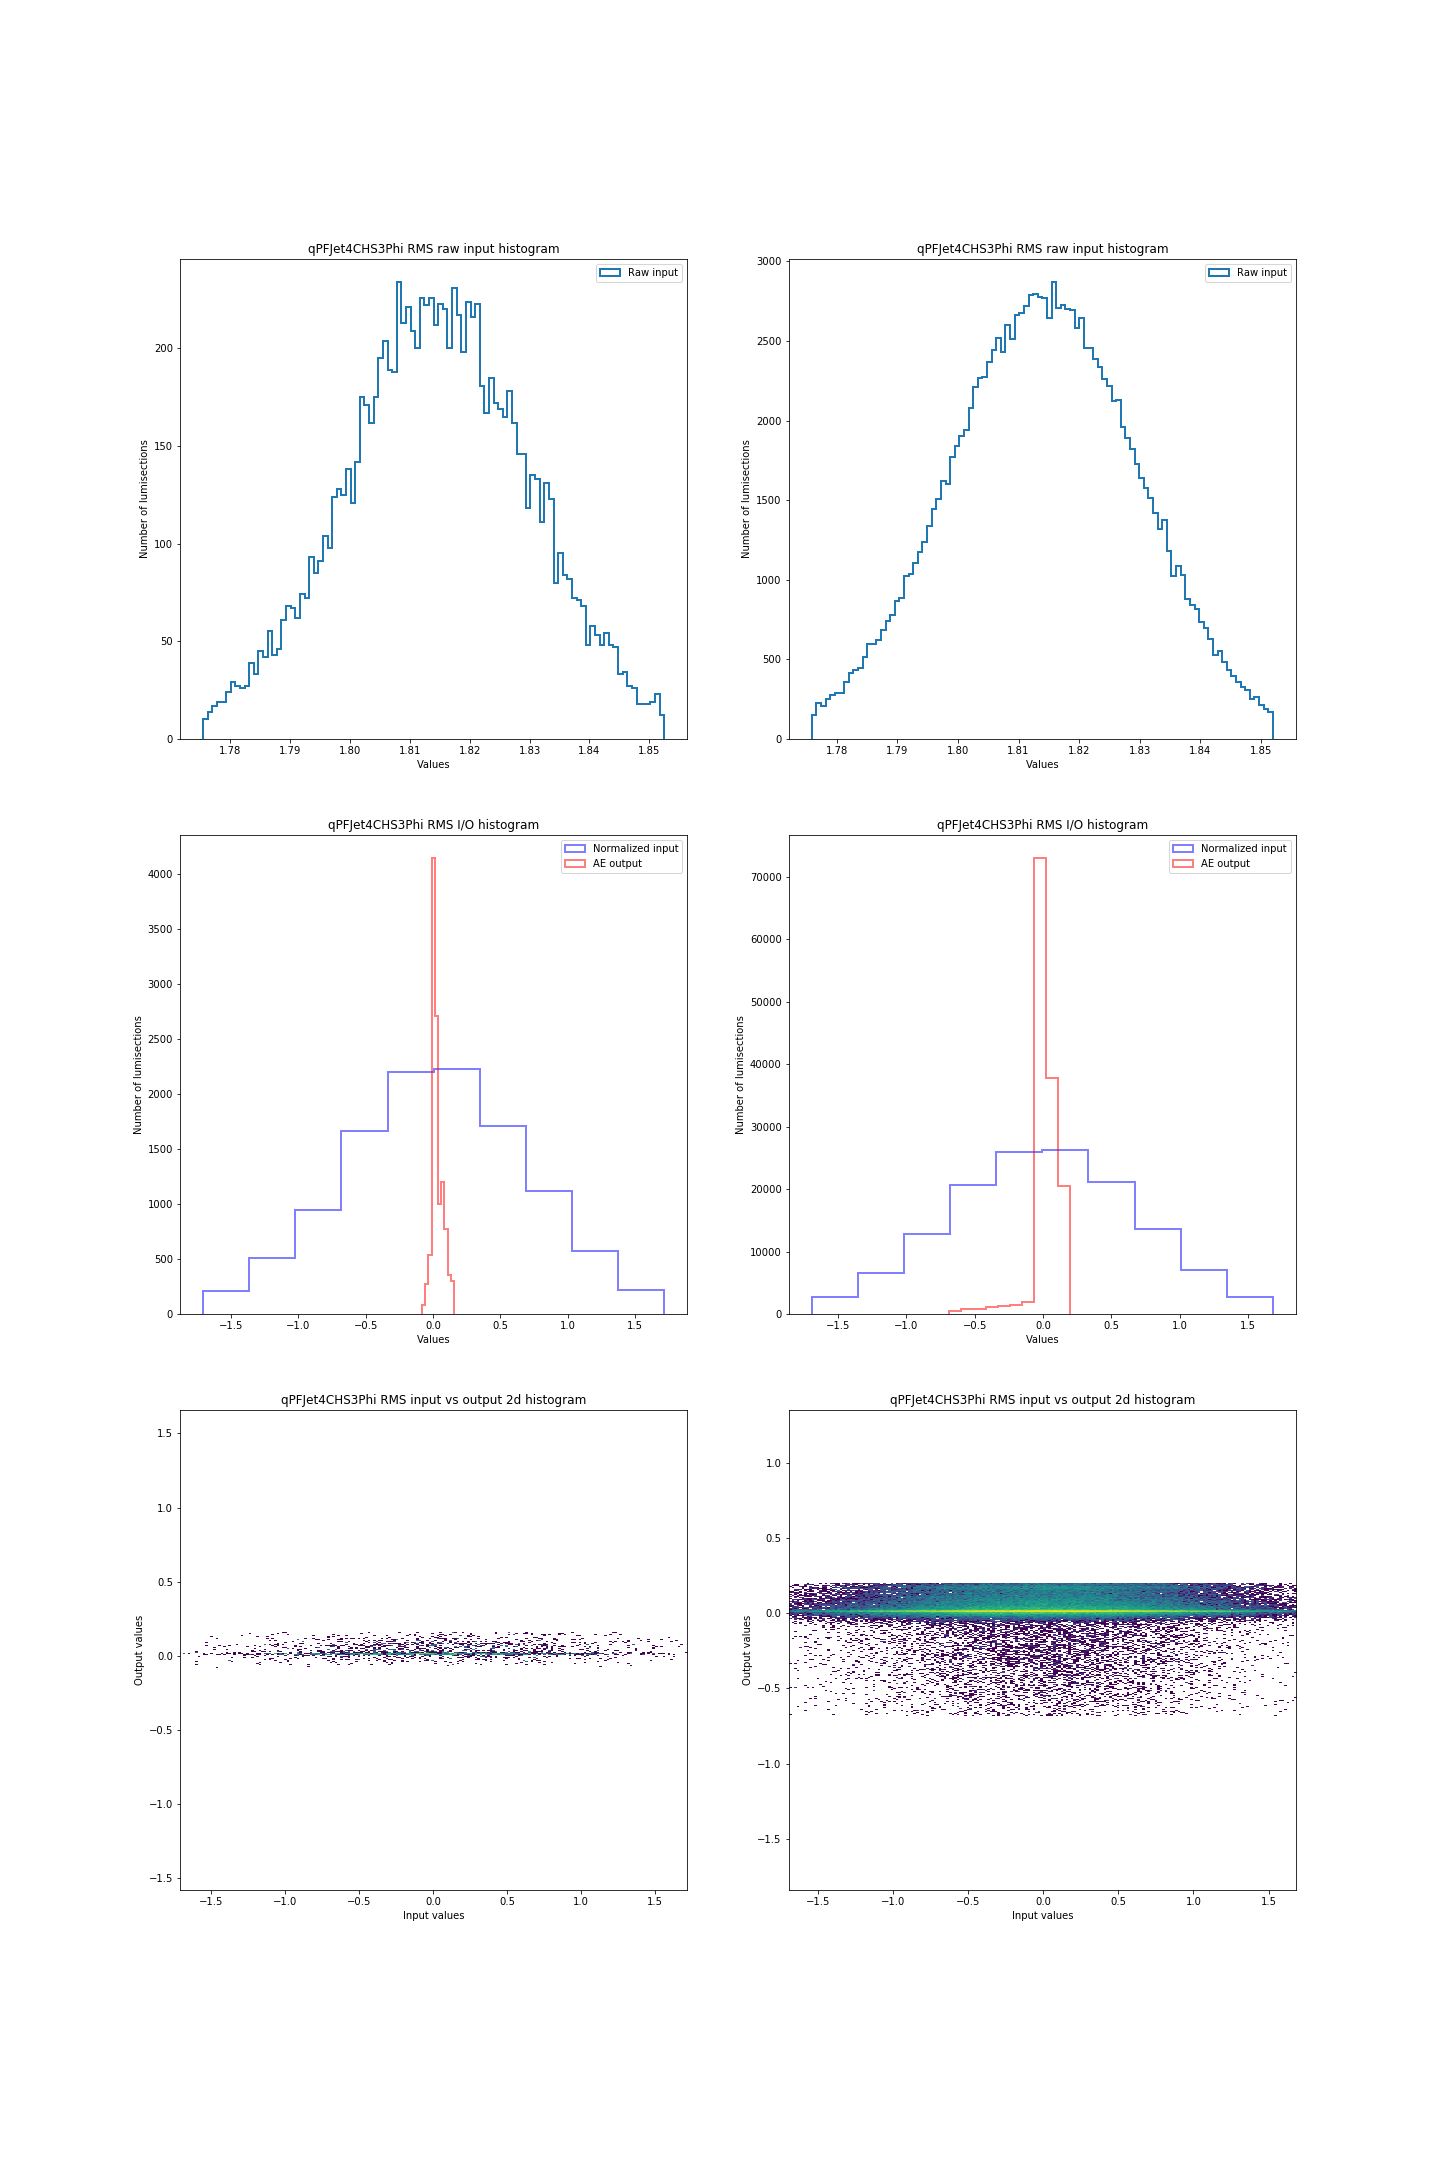 qPFJet4CHS3Phi RMS raw input histogram
Raw input
Number of lumisections
200
150
100
50
0
1.78 1.79 1.80 1.81 1.82 1.83 1.84 1.85
Values
qPFJet4CHS3Phi RMS raw input histogram
Raw input
Number of lumisections
3000
2500
2000
1500
1000
500
0
1.78 1.79 1.80 1.81 1.82 1.83 1.84 1.85
Values
qPFJet4CHS3Phi RMS I/O histogram
Normalized input
AE output
Number of lumisections
4000
3500
3000
2500
2000
1500
1000
500
0
−1.5 −1.0 −0.5 0.0 0.5 1.0 1.5
Values
qPFJet4CHS3Phi RMS I/O histogram
Normalized input
AE output
Number of lumisections
70000
60000
50000
40000
30000
20000
10000
0
−1.5 −1.0 −0.5 0.0 0.5 1.0 1.5
Values
qPFJet4CHS3Phi RMS input vs output 2d histogram
Output values
1.5
1.0
0.5
0.0
−0.5
−1.0
−1.5
−1.5 −1.0 −0.5 0.0 0.5 1.0 1.5
Input values
qPFJet4CHS3Phi RMS input vs output 2d histogram
Output values
1.0
0.5
0.0
−0.5
−1.0
−1.5
−1.5 −1.0 −0.5 0.0 0.5 1.0 1.5
Input values